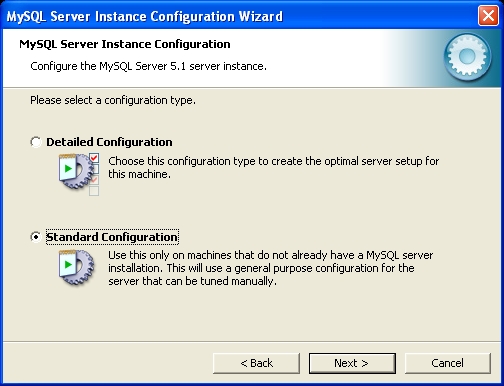 MySQL Server Instance Configuration Wizard
MySQL Server Instance Configuration
Configure the MySQL Server 5.1 server instance.
Please select a configuration type.
Detailed Configuration
Choose this configuration type to create the optimal server setup for
this machine.
Standard Configuration
Use this only on machines that do not already have a MySQL server
installation. This will use a general purpose configuration for the
server that can be tuned manually.
< Back Next > Cancel